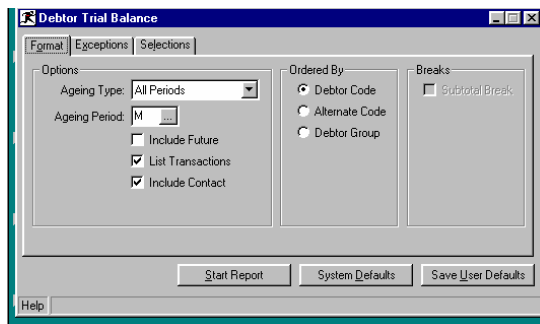 Debtor Trial Balance
Format Exceptions Selections
Options
Ageing Type: All Periods
Ageing Period: M ...
Include Future
List Transactions
Include Contact
Ordered By
Debtor Code
Alternate Code
Debtor Group
Breaks
Subtotal Break
Start Report System Defaults Save User Defaults
Help